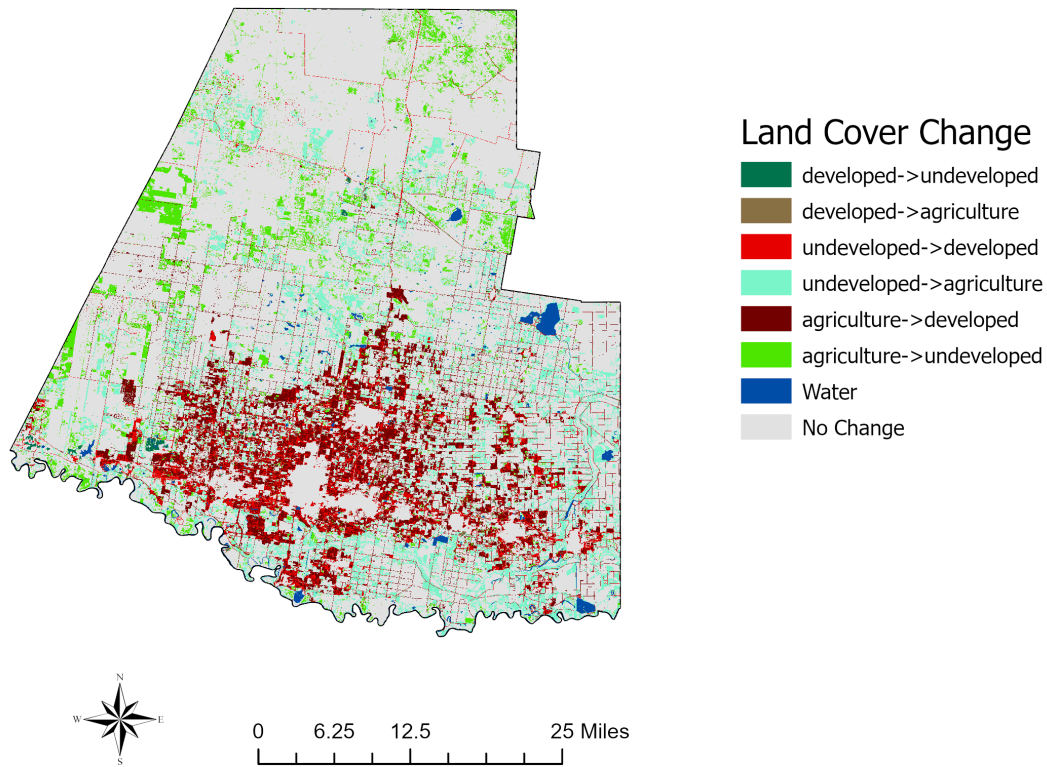 Land Cover Change
developed->undeveloped
developed->agriculture
undeveloped->developed
undeveloped->agriculture
agriculture->developed
agriculture->undeveloped
Water
No Change
N
W E
S
0 6.25 12.5 25 Miles